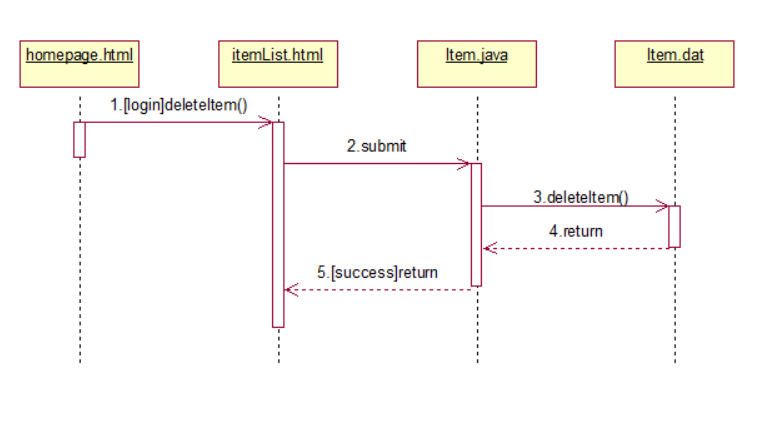 homepage.html
itemList.html
Item.java
Item.dat
1.[login]deleteItem()
2.submit
3.deleteItem()
4.return
5.[success]return